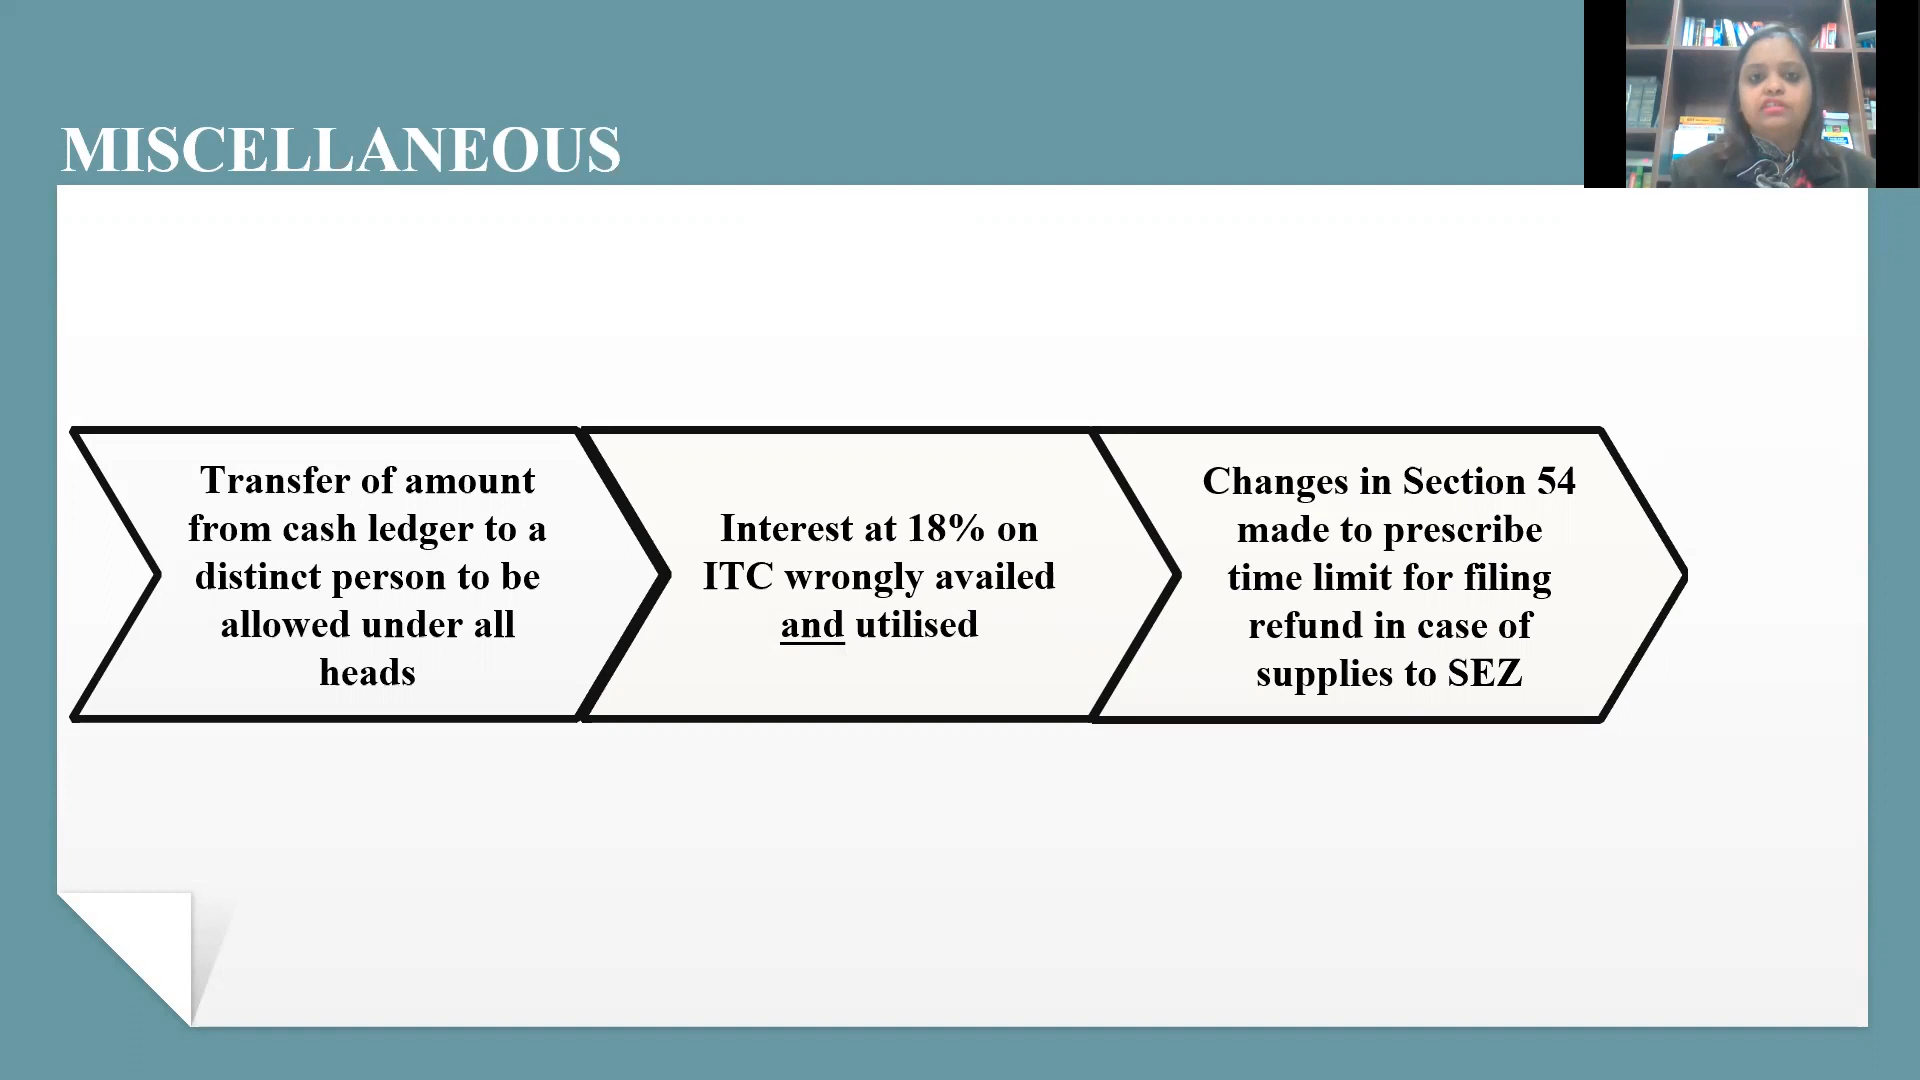 MISCELLANEOUS
Transfer of amount
from cash ledger to a
distinct person to be
allowed under all
heads
Interest at 18% on
ITC wrongly availed
and utilised
Changes in Section 54
made to prescribe
time limit for filing
refund in case of
supplies to SEZ